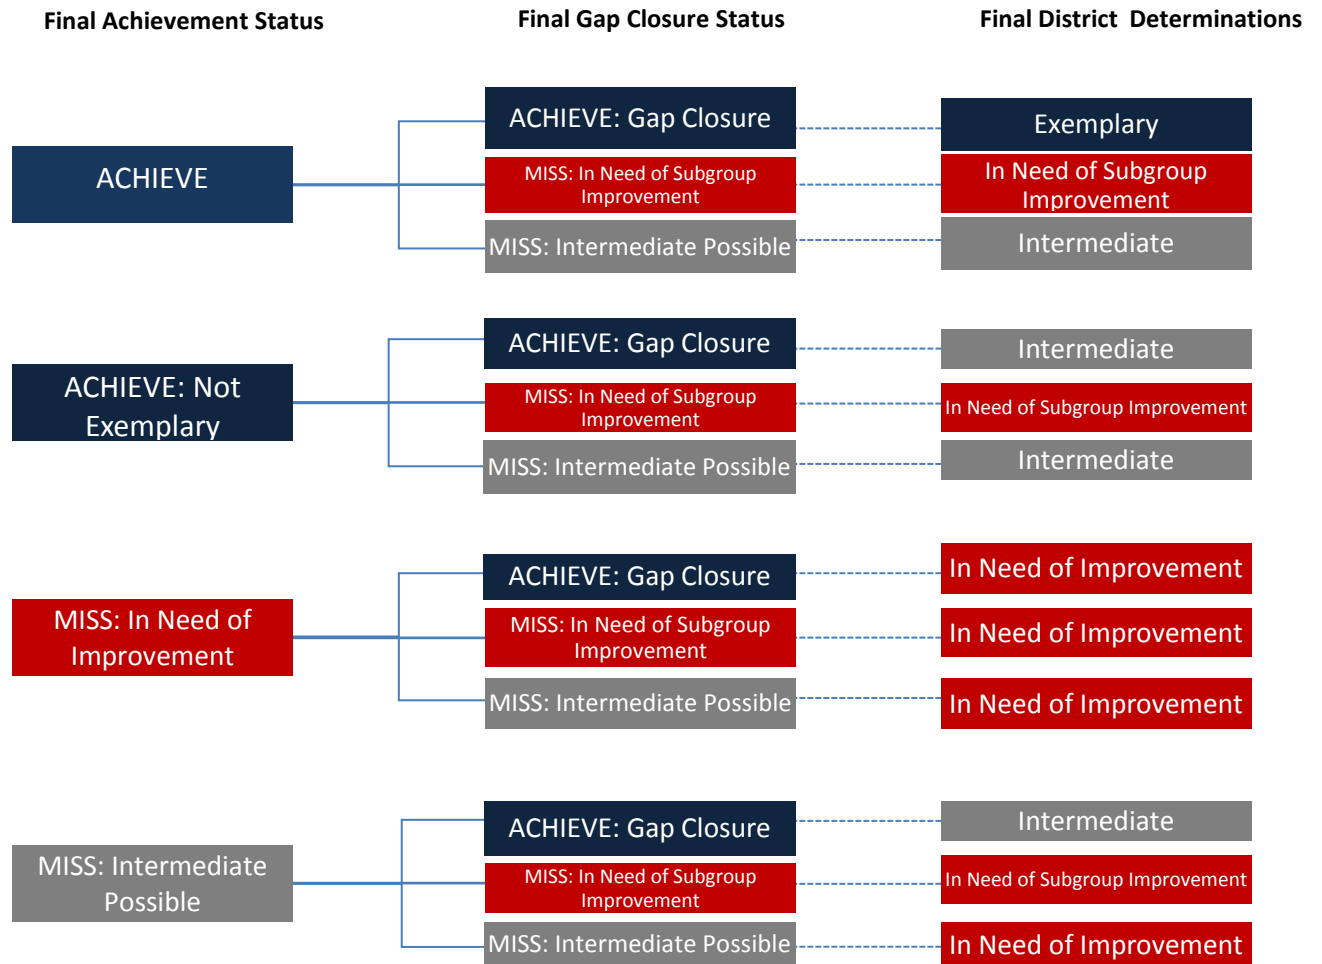 Final Achievement Status
Final Gap Closure Status
Final District  Determinations
ACHIEVE
ACHIEVE: Gap Closure
Exemplary
MISS: In Need of Subgroup
Improvement
In Need of Subgroup
Improvement
MISS: Intermediate Possible
Intermediate
ACHIEVE: Not
Exemplary
ACHIEVE: Gap Closure
Intermediate
MISS: In Need of Subgroup
Improvement
In Need of Subgroup Improvement
MISS: Intermediate Possible
Intermediate
MISS: In Need of
Improvement
ACHIEVE: Gap Closure
In Need of Improvement
MISS: In Need of Subgroup
Improvement
In Need of Improvement
MISS: Intermediate Possible
In Need of Improvement
MISS: Intermediate
Possible
ACHIEVE: Gap Closure
Intermediate
MISS: In Need of Subgroup
Improvement
In Need of Subgroup Improvement
MISS: Intermediate Possible
In Need of Improvement